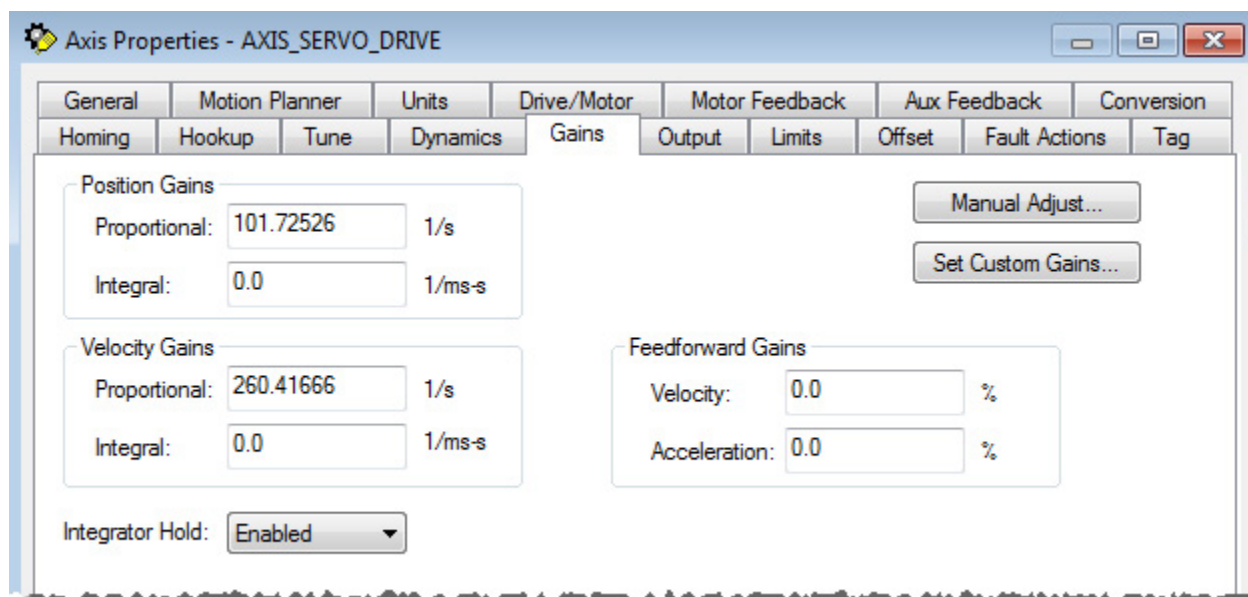 Axis Properties - AXIS_SERVO_DRIVE
General Motion Planner Units Drive/Motor Motor Feedback Aux Feedback Conversion
Homing Hookup Tune Dynamics Gains Output Limits Offset Fault Actions Tag
Position Gains
Proportional: 101.72526 1/s
Integral: 0.0 1/ms-s
Manual Adjust...
Set Custom Gains...
Velocity Gains
Proportional: 260.41666 1/s
Integral: 0.0 1/ms-s
Feedforward Gains
Velocity: 0.0 %
Acceleration: 0.0 %
Integrator Hold: Enabled